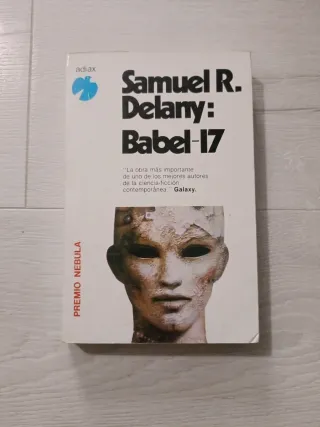 adiax
Samuel R.
Delany:
Babel-17
"La obra más importante
de uno de los mejores autores
de la ciencia-ficción
contemporánea" Galaxy.
PREMIO NEBULA